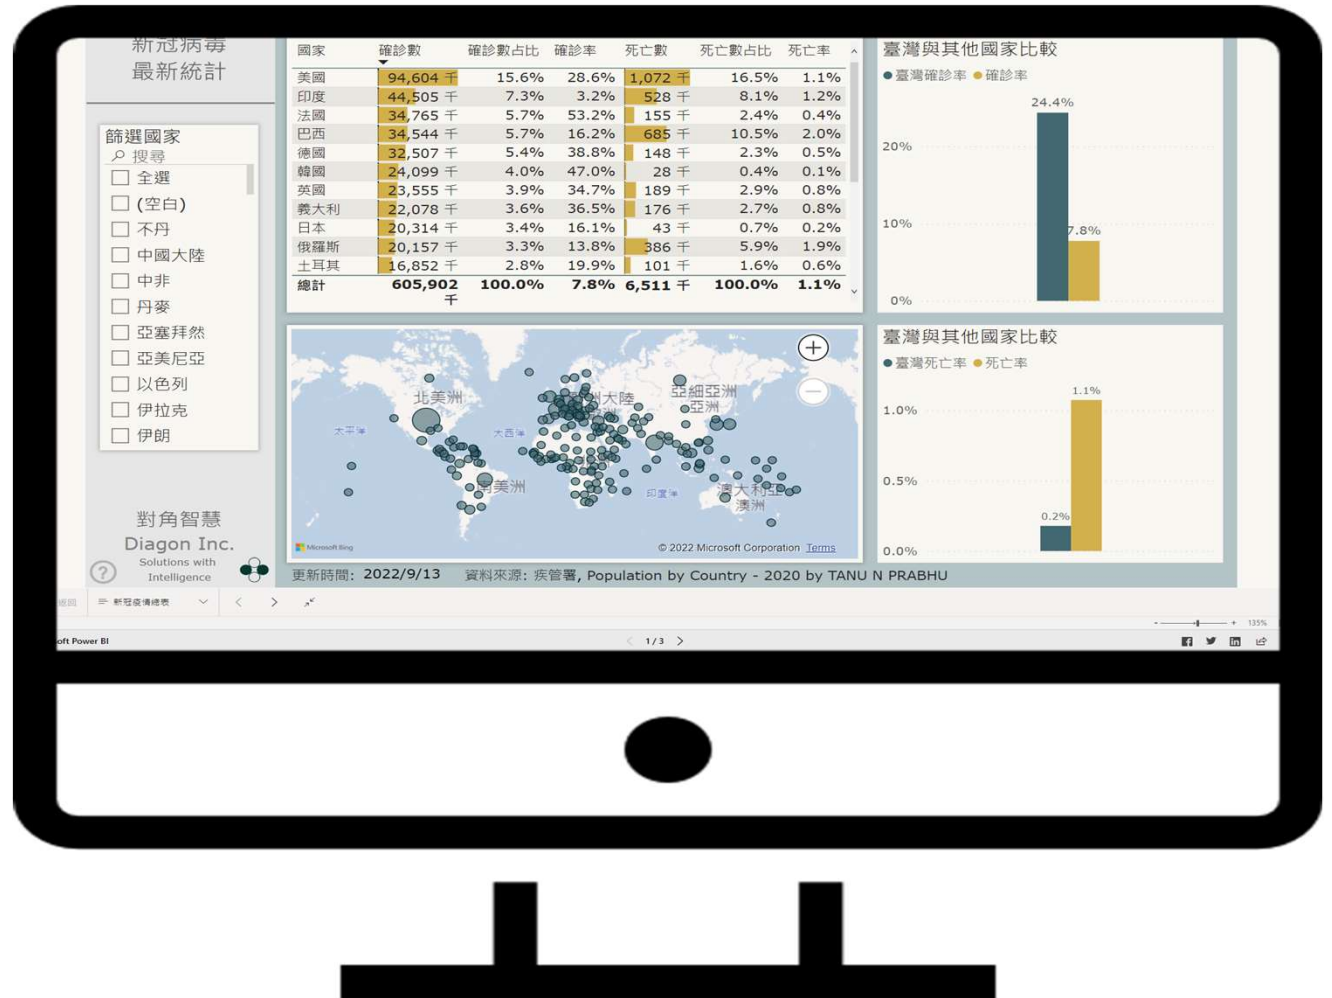 新冠病毒
最新統計
篩選國家
搜尋
全選
(空白)
不丹
中國大陸
中非
丹麥
亞塞拜然
亞美尼亞
以色列
伊拉克
伊朗
對角智慧
Diagon Inc.
Solutions with
Intelligence
國家 確診數 確診數占比 確診率 死亡數 死亡數占比 死亡率
美國 94,604 千 15.6% 28.6% 1,072 千 16.5% 1.1%
印度 44,505 千 7.3% 3.2% 528 千 8.1% 1.2%
法國 34,765 千 5.7% 53.2% 155 千 2.4% 0.4%
巴西 34,544 千 5.7% 16.2% 685 千 10.5% 2.0%
德國 32,507 千 5.4% 38.8% 148 千 2.3% 0.5%
韓國 24,099 千 4.0% 47.0% 28 千 0.4% 0.1%
英國 23,555 千 3.9% 34.7% 189 千 2.9% 0.8%
義大利 22,078 千 3.6% 36.5% 176 千 2.7% 0.8%
日本 20,314 千 3.4% 16.1% 43 千 0.7% 0.2%
俄羅斯 20,157 千 3.3% 13.8% 386 千 5.9% 1.9%
土耳其 16,852 千 2.8% 19.9% 101 千 1.6% 0.6%
總計 605,902 千 100.0% 7.8% 6,511 千 100.0% 1.1%
北美洲
大陸
亞細亞洲
亞洲
太平洋
大西洋
南美洲
印度洋
澳大利亞
澳洲
Microsoft Bing
© 2022 Microsoft Corporation Terms
更新時間: 2022/9/13 資料來源: 疾管署, Population by Country - 2020 by TANU N PRABHU
臺灣與其他國家比較
臺灣確診率 確診率
24.4%
20%
10%
7.8%
0%
臺灣與其他國家比較
臺灣死亡率 死亡率
1.1%
1.0%
0.5%
0.2%
0.0%
返回 新冠疫情總表
- + 135%
oft Power BI
1 / 3